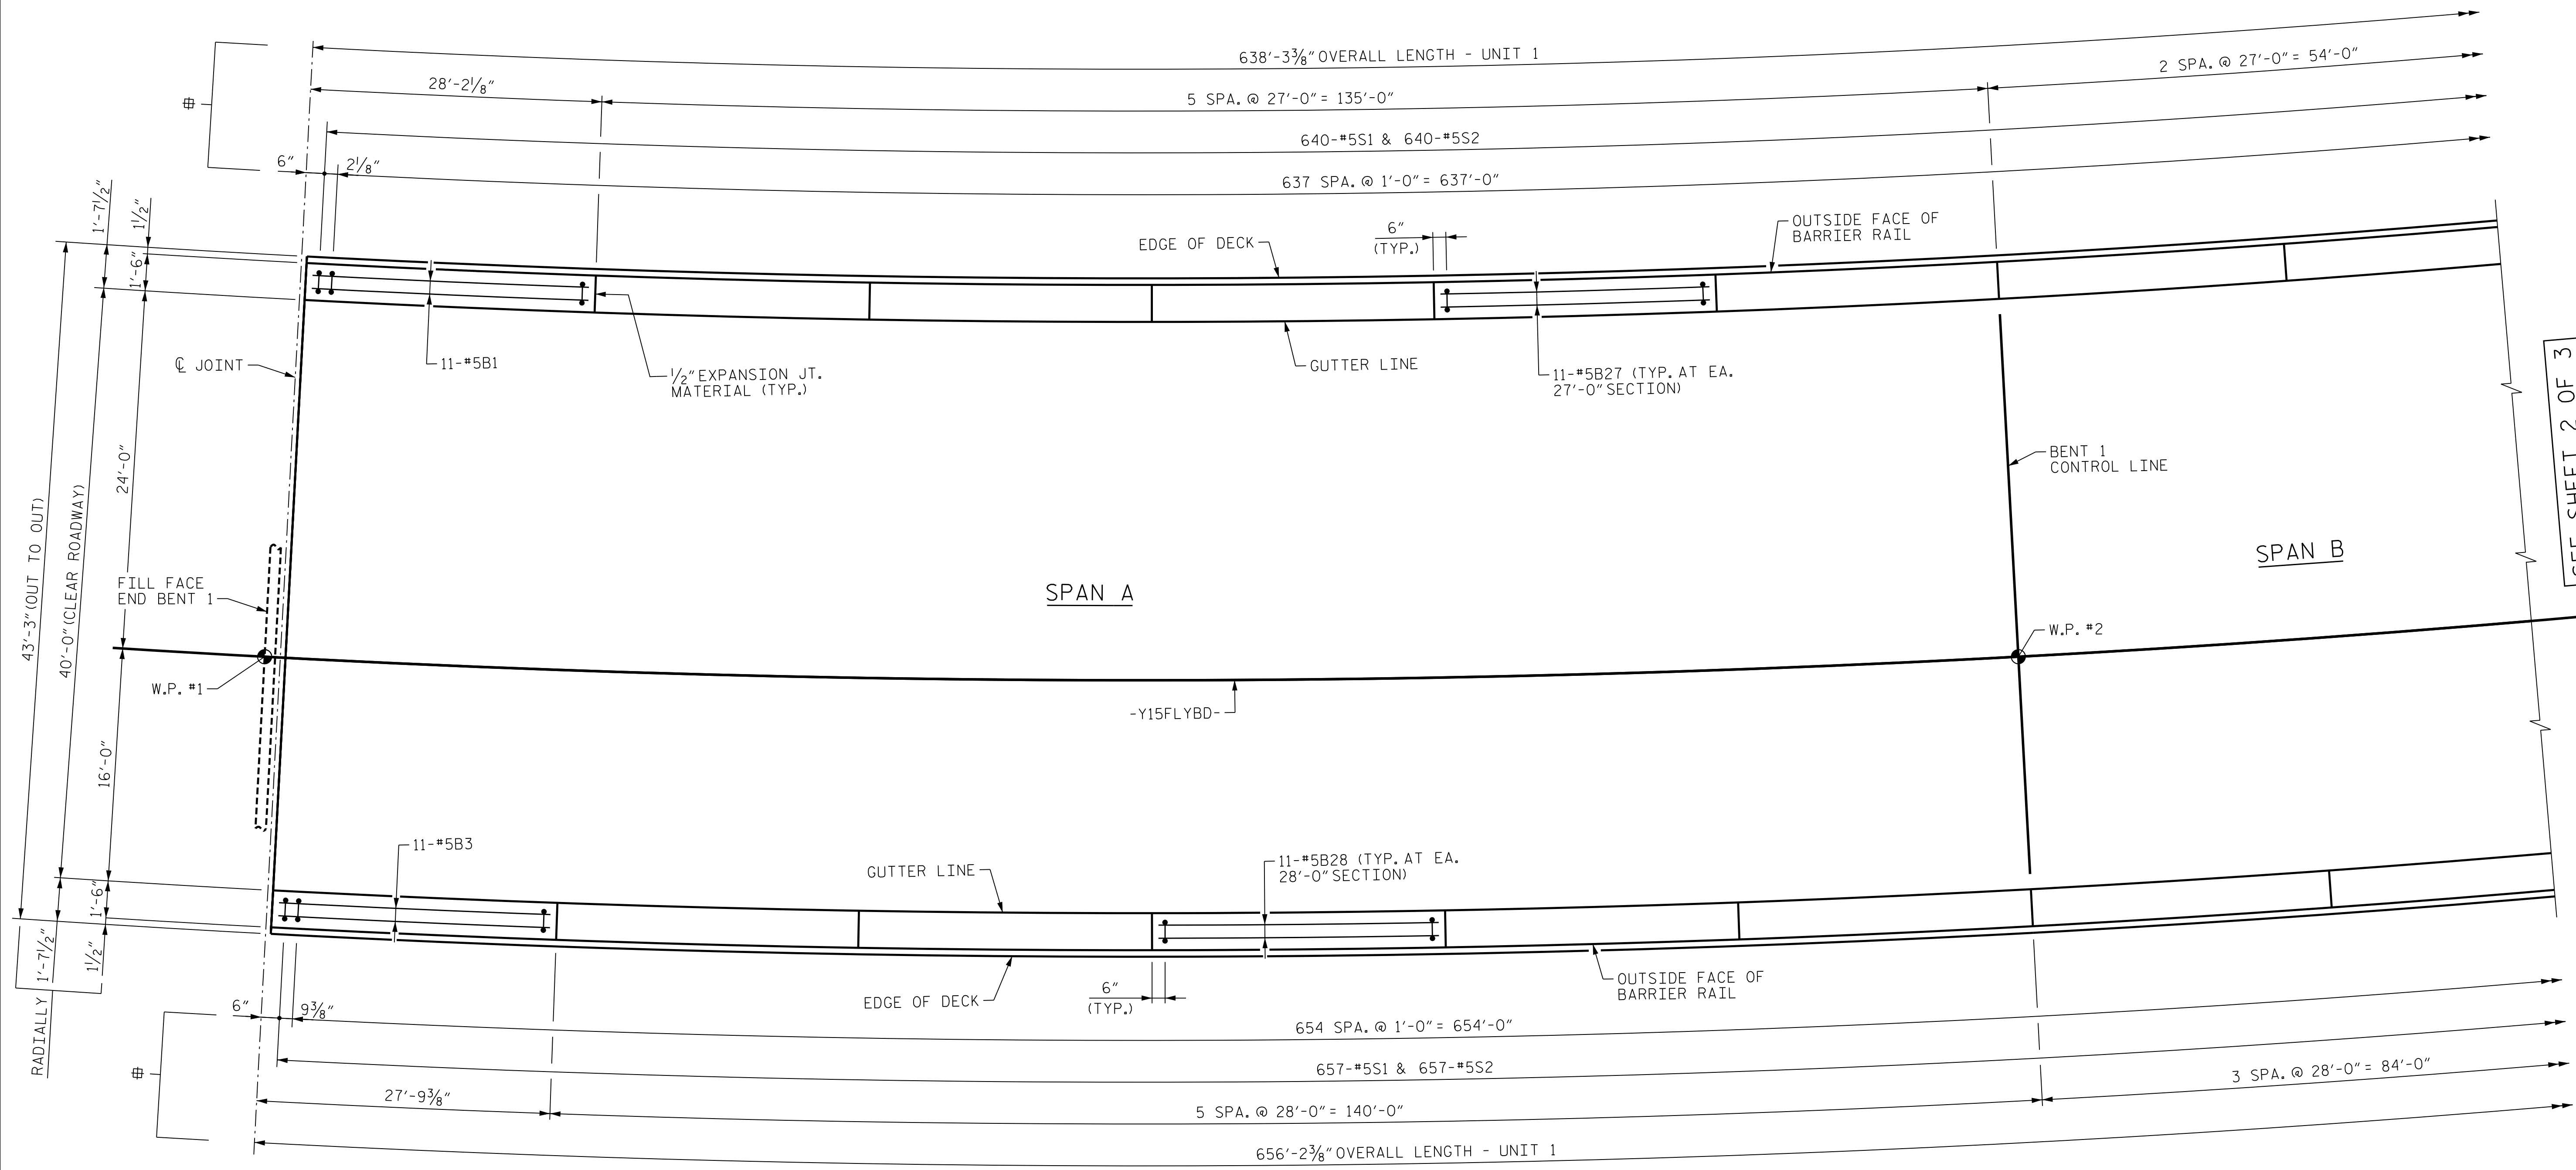 638'-3⅜" OVERALL LENGTH - UNIT 1
2 SPA. @ 27'-0" = 54'-0"
28'-2⅛"
5 SPA. @ 27'-0" = 135'-0"
640-#5S1 & 640-#5S2
6"
2⅛"
637 SPA. @ 1'-0" = 637'-0"
1'-7½"
1½"
1'-6"
EDGE OF DECK
6"
(TYP.)
OUTSIDE FACE OF
BARRIER RAIL
℄ JOINT
11-#5B1
½" EXPANSION JT.
MATERIAL (TYP.)
GUTTER LINE
11-#5B27 (TYP. AT EA.
27'-0" SECTION)
BENT 1
CONTROL LINE
SEE SHEET 2 OF 3
24'-0"
43'-3" (OUT TO OUT)
40'-0" (CLEAR ROADWAY)
FILL FACE
END BENT 1
SPAN A
SPAN B
W.P. #1
W.P. #2
-Y15FLYBD-
16'-0"
11-#5B3
GUTTER LINE
11-#5B28 (TYP. AT EA.
28'-0" SECTION)
1'-6"
1½"
RADIALLY 1'-7½"
EDGE OF DECK
6"
(TYP.)
OUTSIDE FACE OF
BARRIER RAIL
6"
9⅜"
654 SPA. @ 1'-0" = 654'-0"
657-#5S1 & 657-#5S2
27'-9⅜"
5 SPA. @ 28'-0" = 140'-0"
3 SPA. @ 28'-0" = 84'-0"
656'-2⅜" OVERALL LENGTH - UNIT 1